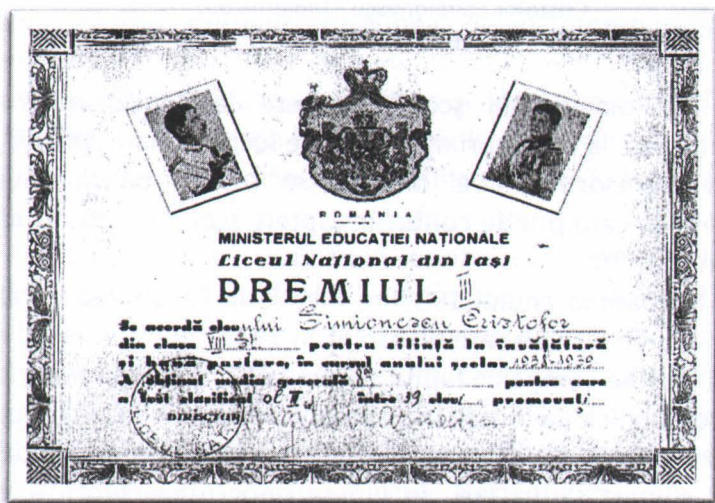 ROMÂNIA
MINISTERUL EDUCAȚIEI NAȚIONALE
Liceul Național din Iași
PREMIUL III
Se acordă elevului Simionescu Cristofor
din clasa VIII pentru silință la învățătură
și bună purtare, în cursul anului școlar
A obținut media generală pentru care
a fost clasificat al între 39 elevi promovați
DIRECTOR
LICEUL NAȚ